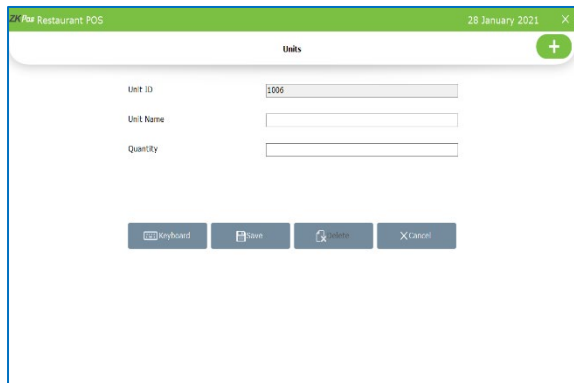 ZKPos Restaurant POS 28 January 2021 X
Units
+
Unit ID 1006
Unit Name
Quantity
Keyboard Save Delete Cancel